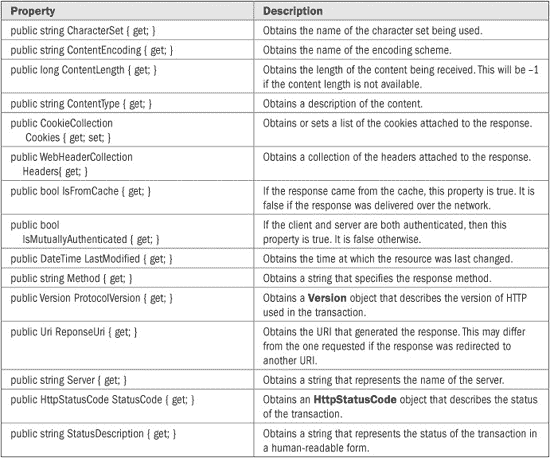 Property Description
public string CharacterSet { get; } Obtains the name of the character set being used.
public string ContentEncoding { get; } Obtains the name of the encoding scheme.
public long ContentLength { get; } Obtains the length of the content being received. This will be –1
if the content length is not available.
public string ContentType { get; } Obtains a description of the content.
public CookieCollection Obtains or sets a list of the cookies attached to the response.
Cookies { get; set; }
public WebHeaderCollection Obtains a collection of the headers attached to the response.
Headers{ get; }
public bool IsFromCache { get; } If the response came from the cache, this property is true. It is
false if the response was delivered over the network.
public bool If the client and server are both authenticated, then this
IsMutuallyAuthenticated { get; } property is true. It is false otherwise.
public DateTime LastModified { get; } Obtains the time at which the resource was last changed.
public string Method { get; } Obtains a string that specifies the response method.
public Version ProtocolVersion { get; } Obtains a Version object that describes the version of HTTP
used in the transaction.
public Uri ReponseUri { get; } Obtains the URI that generated the response. This may differ
from the one requested if the response was redirected to
another URI.
public string Server { get; } Obtains a string that represents the name of the server.
public HttpStatusCode StatusCode { get; } Obtains an HttpStatusCode object that describes the status
of the transaction.
public string StatusDescription { get; } Obtains a string that represents the status of the transaction in
a human-readable form.